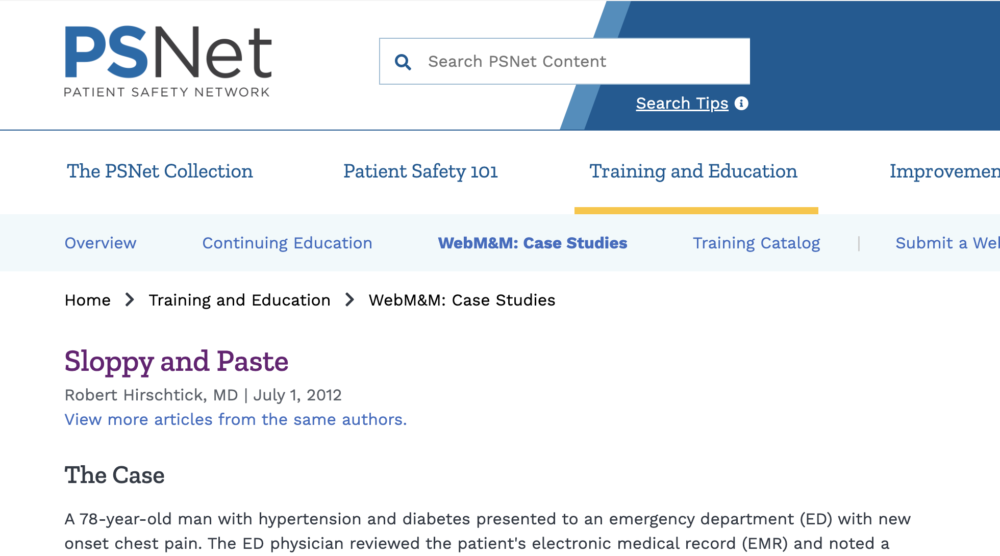 PSNet
PATIENT SAFETY NETWORK
Search PSNet Content
Search Tips
The PSNet Collection
Patient Safety 101
Training and Education
Improvemen
Overview
Continuing Education
WebM&M: Case Studies
Training Catalog
|
Submit a We
Home
Training and Education
WebM&M: Case Studies
Sloppy and Paste
Robert Hirschtick, MD | July 1, 2012
View more articles from the same authors.
The Case
A 78-year-old man with hypertension and diabetes presented to an emergency department (ED) with new
onset chest pain. The ED physician reviewed the patient's electronic medical record (EMR) and noted a